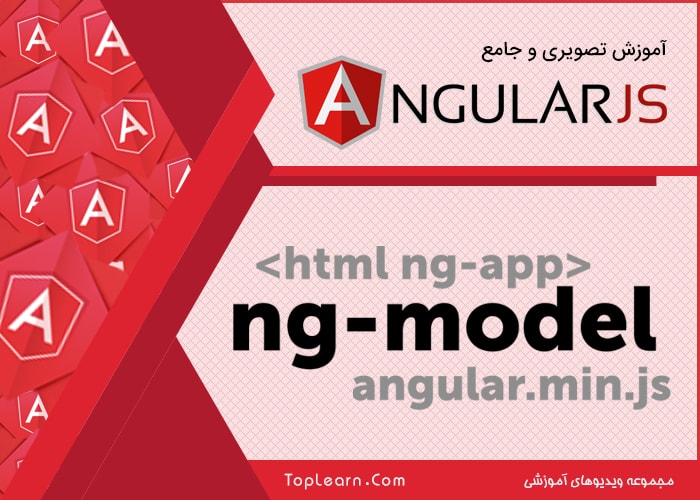 آموزش تصویری و جامع
ANGULARJS
<html ng-app>
ng-model
angular.min.js
TopLearn.Com
مجموعه ویدیوهای آموزشی